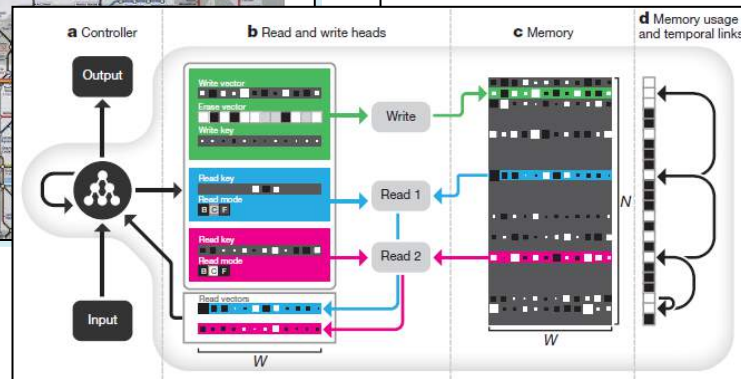 a Controller
b Read and write heads
c Memory
d Memory usage
and temporal links
Output
Input
Write vector
Erase vector
Write key
Read key
Read mode
B C F
Read key
Read mode
B C F
Read vectors
W
Write
Read 1
Read 2
N
W